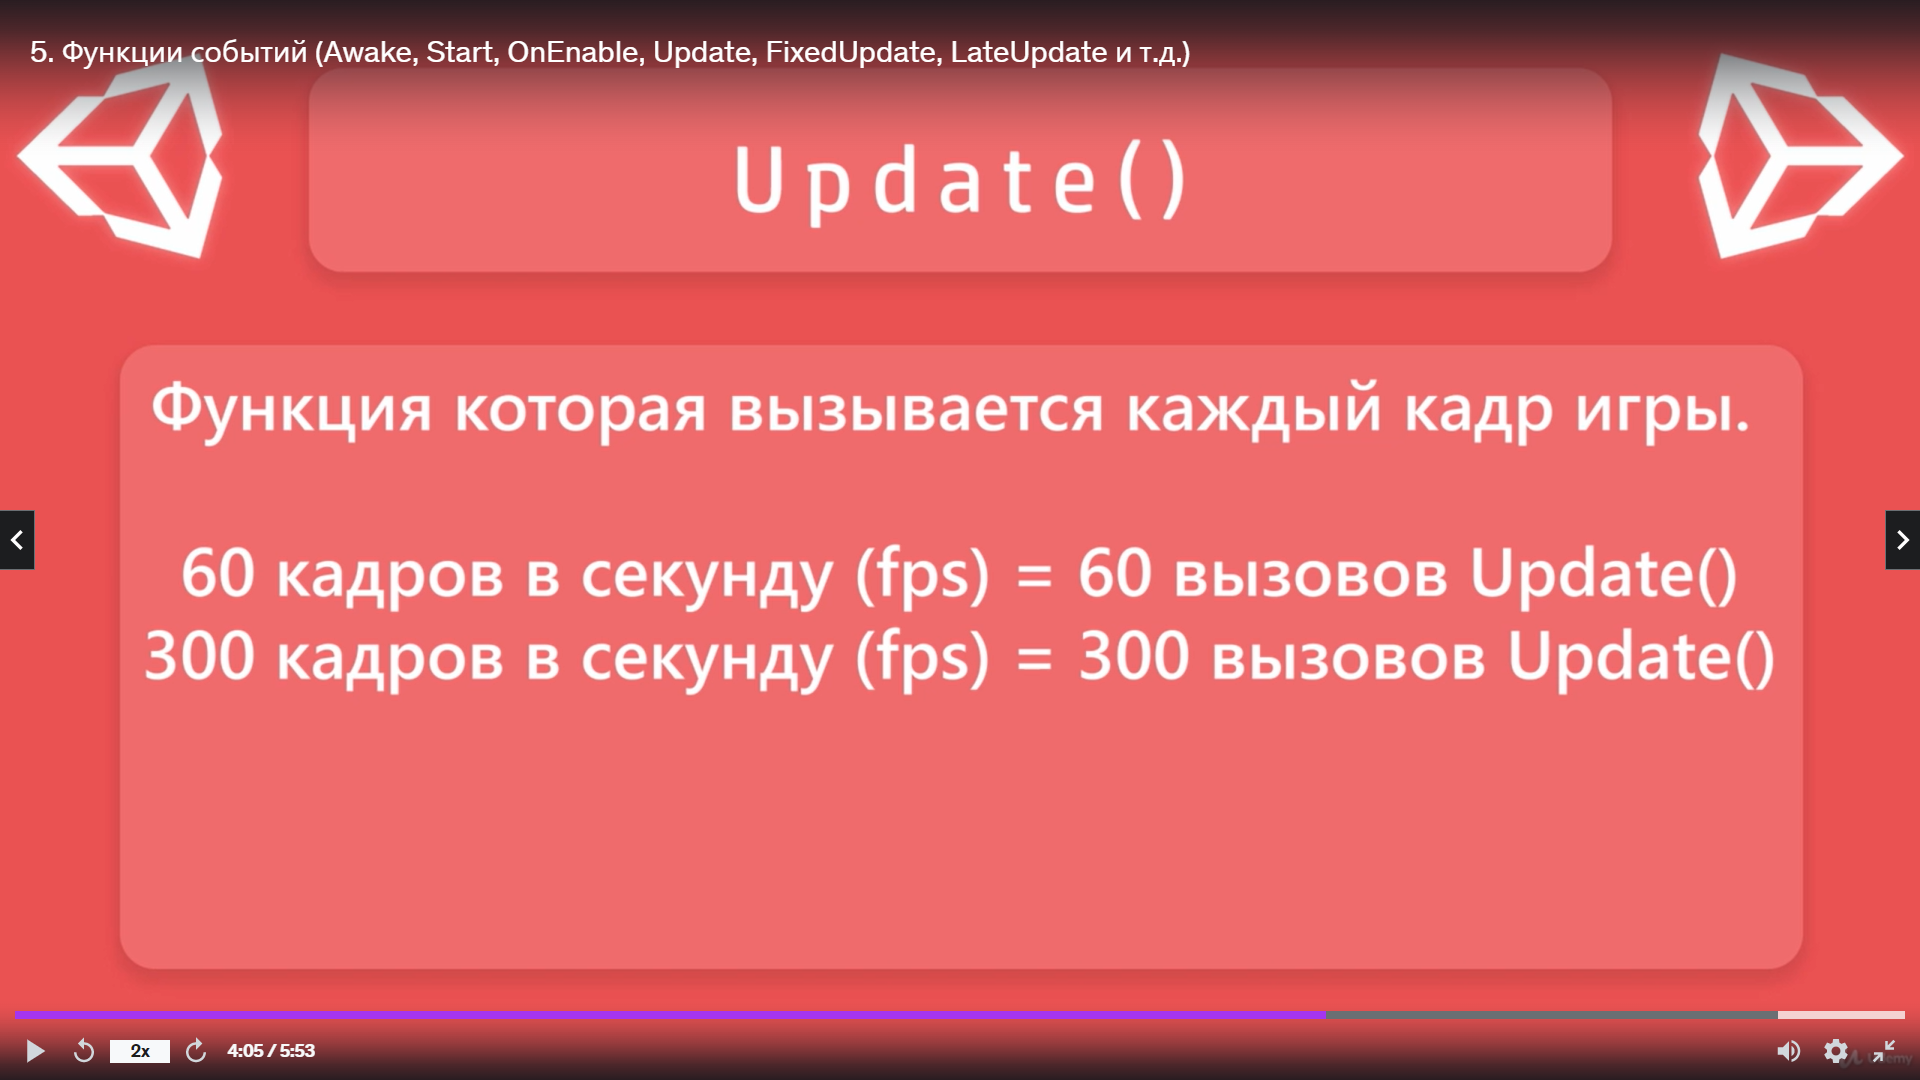 5. Функции событий (Awake, Start, OnEnable, Update, FixedUpdate, LateUpdate и т.д.)
Update()
Функция которая вызывается каждый кадр игры.
60 кадров в секунду (fps) = 60 вызовов Update()
300 кадров в секунду (fps) = 300 вызовов Update()
2x
4:05 / 5:53
Udemy